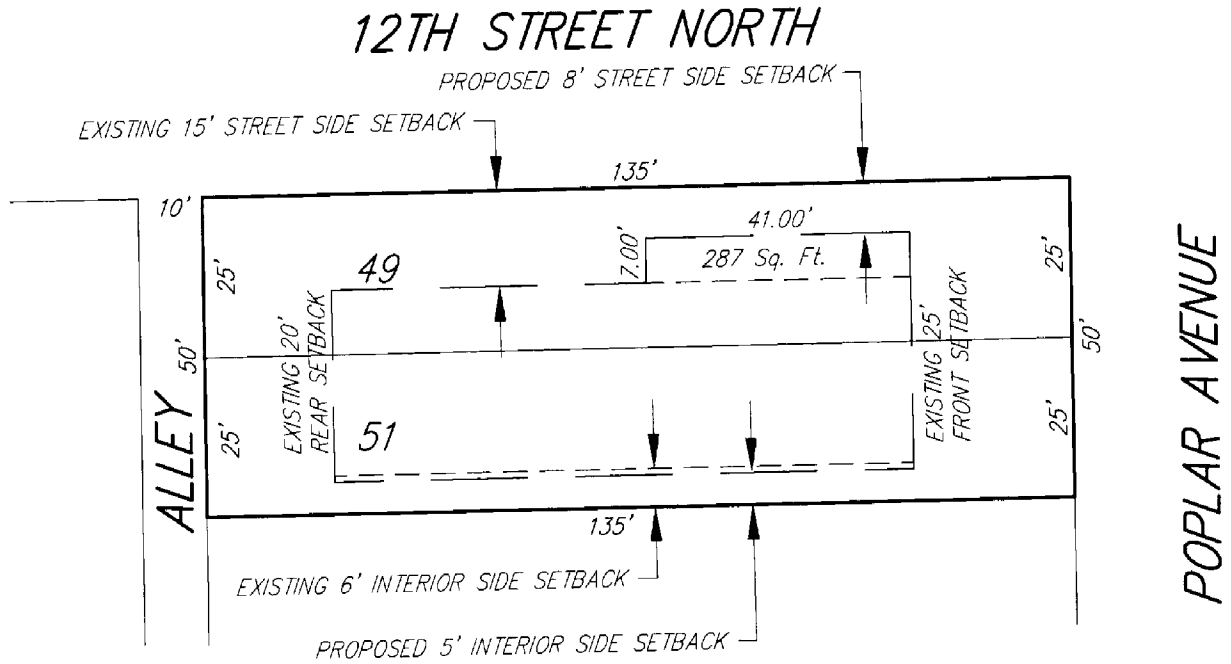 12TH STREET NORTH
PROPOSED 8' STREET SIDE SETBACK
EXISTING 15' STREET SIDE SETBACK
135'
10'
41.00'
7.00'
287 Sq. Ft.
25'
49
25'
EXISTING 20'
REAR SETBACK
EXISTING 25'
FRONT SETBACK
50'
50'
ALLEY
25'
51
25'
POPLAR AVENUE
135'
EXISTING 6' INTERIOR SIDE SETBACK
PROPOSED 5' INTERIOR SIDE SETBACK